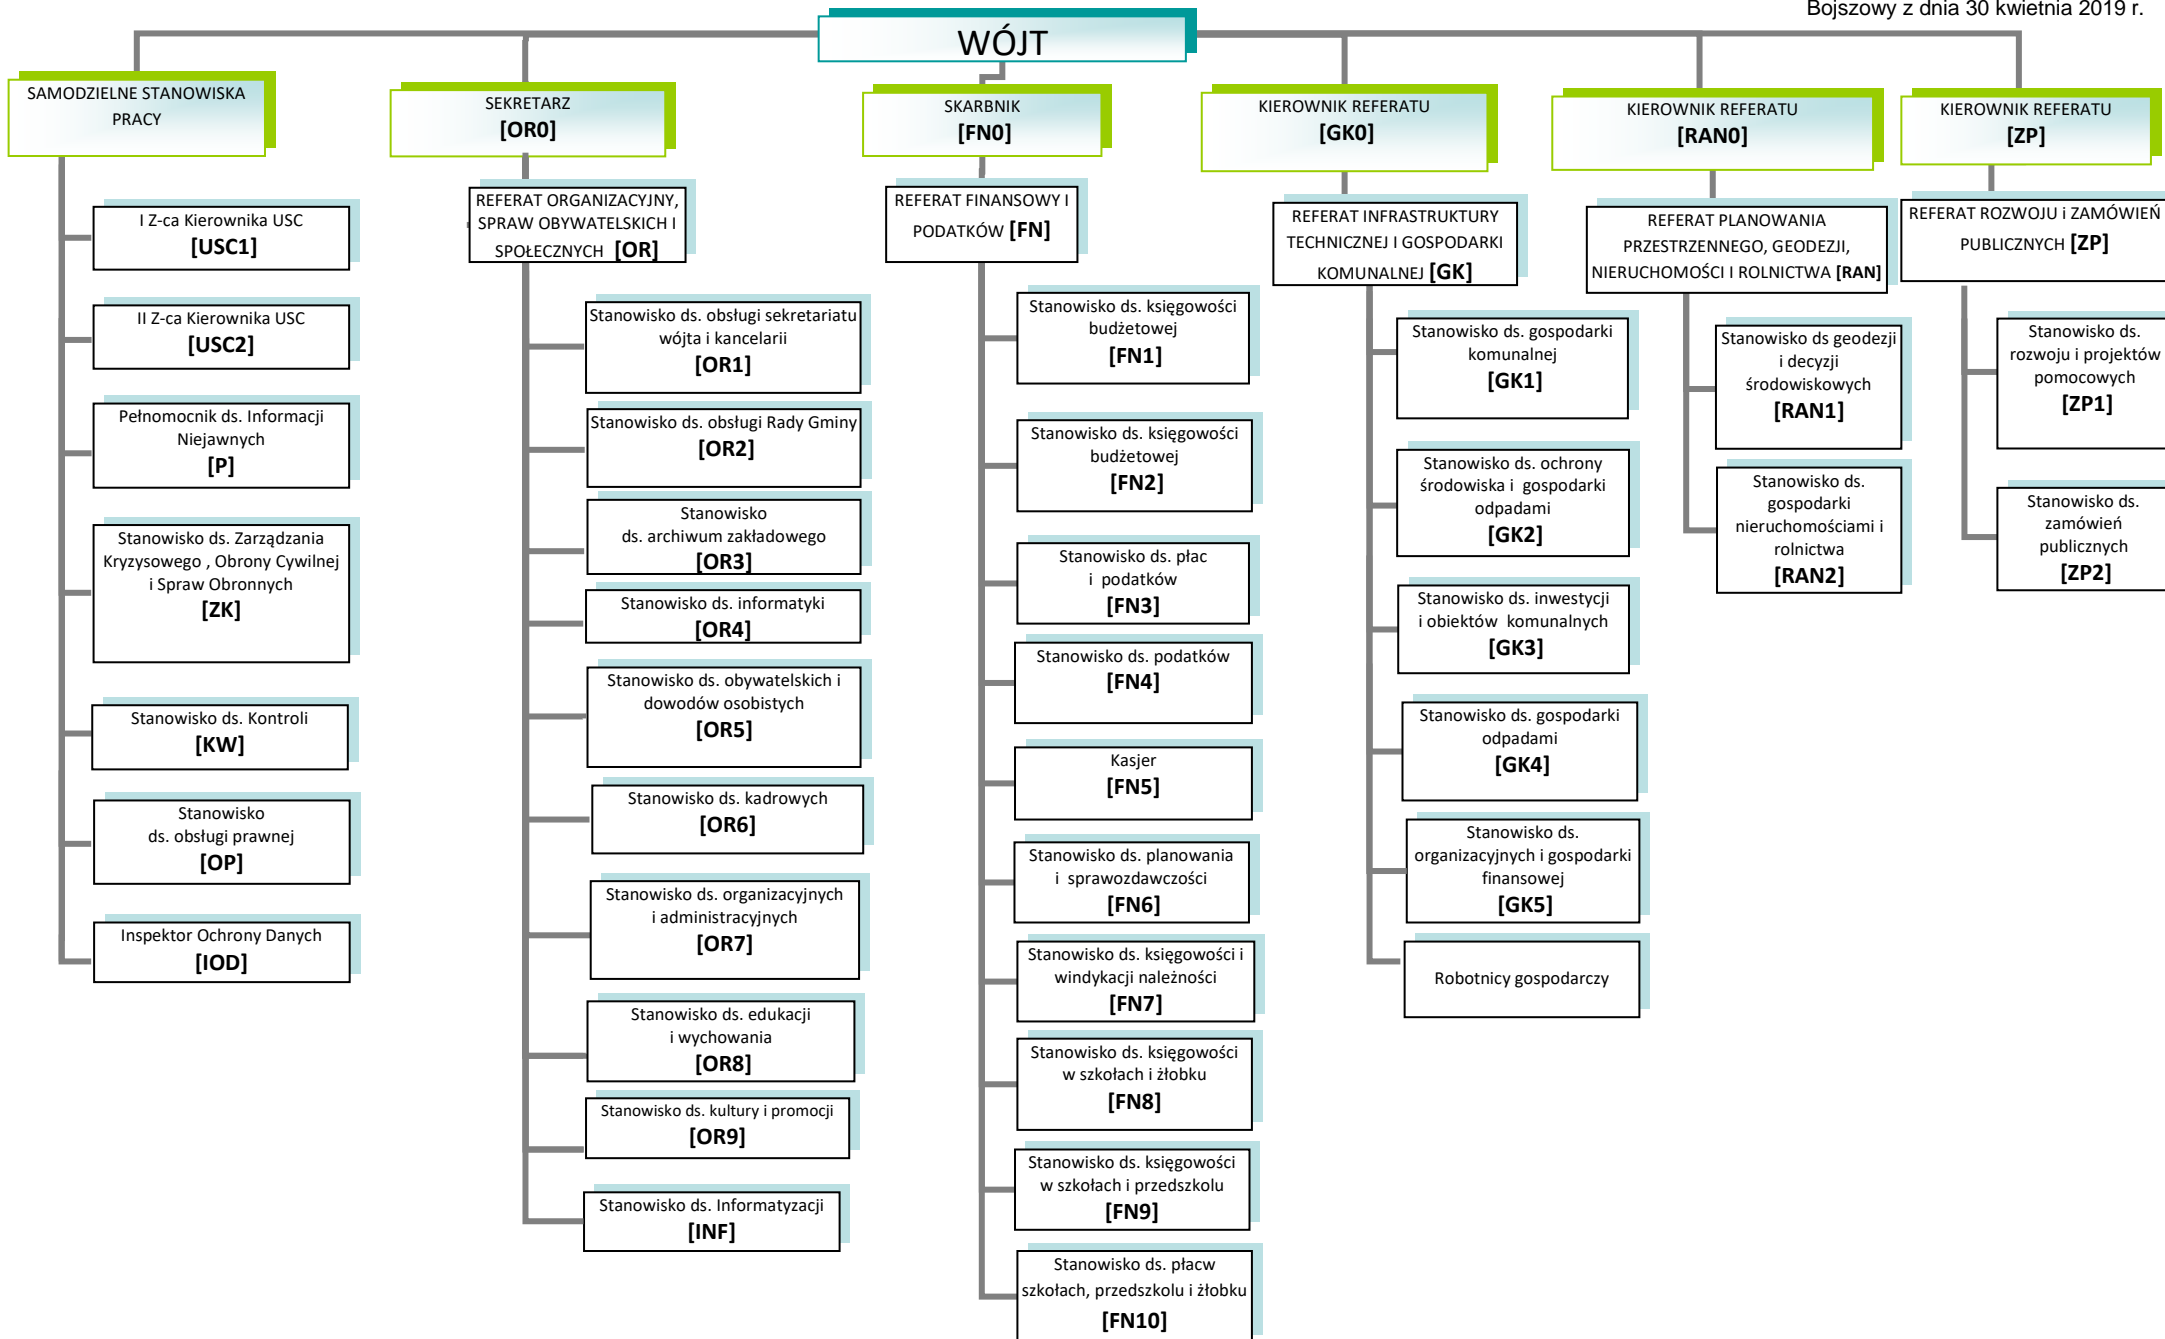 Bojszowy z dnia 30 kwietnia 2019 r.
WÓJT
SAMODZIELNE STANOWISKA
PRACY
I Z-ca Kierownika USC
[USC1]
II Z-ca Kierownika USC
[USC2]
Pełnomocnik ds. Informacji
Niejawnych
[P]
Stanowisko ds. Zarządzania
Kryzysowego , Obrony Cywilnej
i Spraw Obronnych
[ZK]
Stanowisko ds. Kontroli
[KW]
Stanowisko
ds. obsługi prawnej
[OP]
Inspektor Ochrony Danych
[IOD]
SEKRETARZ
[OR0]
REFERAT ORGANIZACYJNY,
SPRAW OBYWATELSKICH I
SPOŁECZNYCH [OR]
Stanowisko ds. obsługi sekretariatu
wójta i kancelarii
[OR1]
Stanowisko ds. obsługi Rady Gminy
[OR2]
Stanowisko
ds. archiwum zakładowego
[OR3]
Stanowisko ds. informatyki
[OR4]
Stanowisko ds. obywatelskich i
dowodów osobistych
[OR5]
Stanowisko ds. kadrowych
[OR6]
Stanowisko ds. organizacyjnych
i administracyjnych
[OR7]
Stanowisko ds. edukacji
i wychowania
[OR8]
Stanowisko ds. kultury i promocji
[OR9]
Stanowisko ds. Informatyzacji
[INF]
SKARBNIK
[FN0]
REFERAT FINANSOWY I
PODATKÓW [FN]
Stanowisko ds. księgowości
budżetowej
[FN1]
Stanowisko ds. księgowości
budżetowej
[FN2]
Stanowisko ds. płac
i podatków
[FN3]
Stanowisko ds. podatków
[FN4]
Kasjer
[FN5]
Stanowisko ds. planowania
i sprawozdawczości
[FN6]
Stanowisko ds. księgowości i
windykacji należności
[FN7]
Stanowisko ds. księgowości
w szkołach i żłobku
[FN8]
Stanowisko ds. księgowości
w szkołach i przedszkolu
[FN9]
Stanowisko ds. płacw
szkołach, przedszkolu i żłobku
[FN10]
KIEROWNIK REFERATU
[GK0]
REFERAT INFRASTRUKTURY
TECHNICZNEJ I GOSPODARKI
KOMUNALNEJ [GK]
Stanowisko ds. gospodarki
komunalnej
[GK1]
Stanowisko ds. ochrony
środowiska i gospodarki
odpadami
[GK2]
Stanowisko ds. inwestycji
i obiektów komunalnych
[GK3]
Stanowisko ds. gospodarki
odpadami
[GK4]
Stanowisko ds.
organizacyjnych i gospodarki
finansowej
[GK5]
Robotnicy gospodarczy
KIEROWNIK REFERATU
[RAN0]
REFERAT PLANOWANIA
PRZESTRZENNEGO, GEODEZJI,
NIERUCHOMOŚCI I ROLNICTWA [RAN]
Stanowisko ds geodezji
i decyzji
środowiskowych
[RAN1]
Stanowisko ds.
gospodarki
nieruchomościami i
rolnictwa
[RAN2]
KIEROWNIK REFERATU
[ZP]
REFERAT ROZWOJU i ZAMÓWIEŃ
PUBLICZNYCH [ZP]
Stanowisko ds.
rozwoju i projektów
pomocowych
[ZP1]
Stanowisko ds.
zamówień
publicznych
[ZP2]